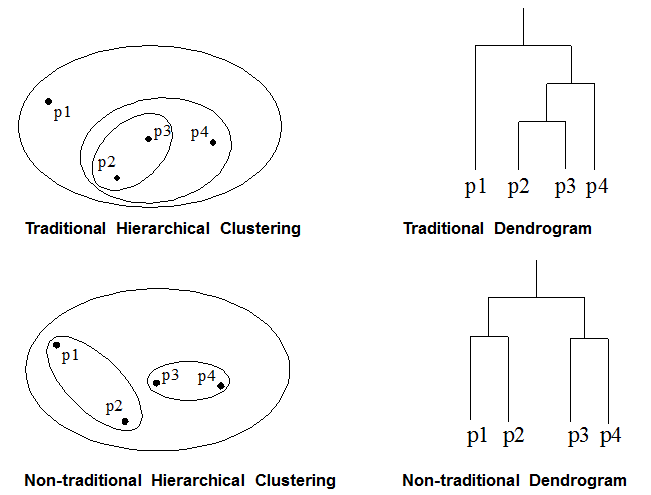 p1
p3
p4
p2
p1 p2 p3 p4
Traditional Hierarchical Clustering
Traditional Dendrogram
p1
p3 p4
p2
p1 p2 p3 p4
Non-traditional Hierarchical Clustering
Non-traditional Dendrogram